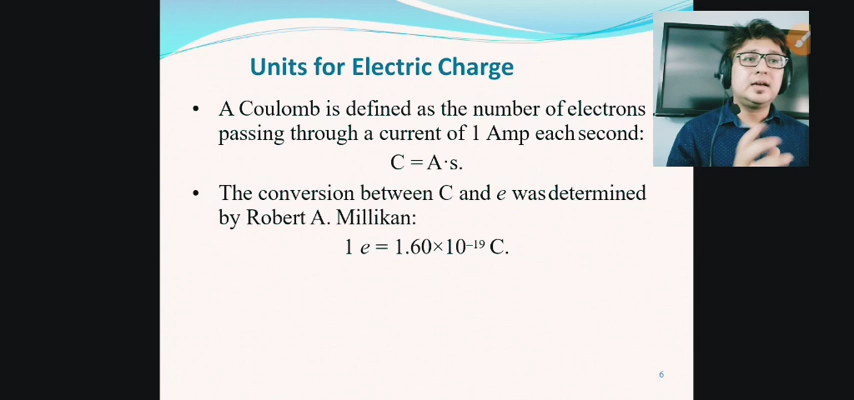 Units for Electric Charge
• A Coulomb is defined as the number of electrons
passing through a current of 1 Amp each second:
C = A·s.
• The conversion between C and e was determined
by Robert A. Millikan:
1 e = 1.60×10⁻¹⁹ C.
6